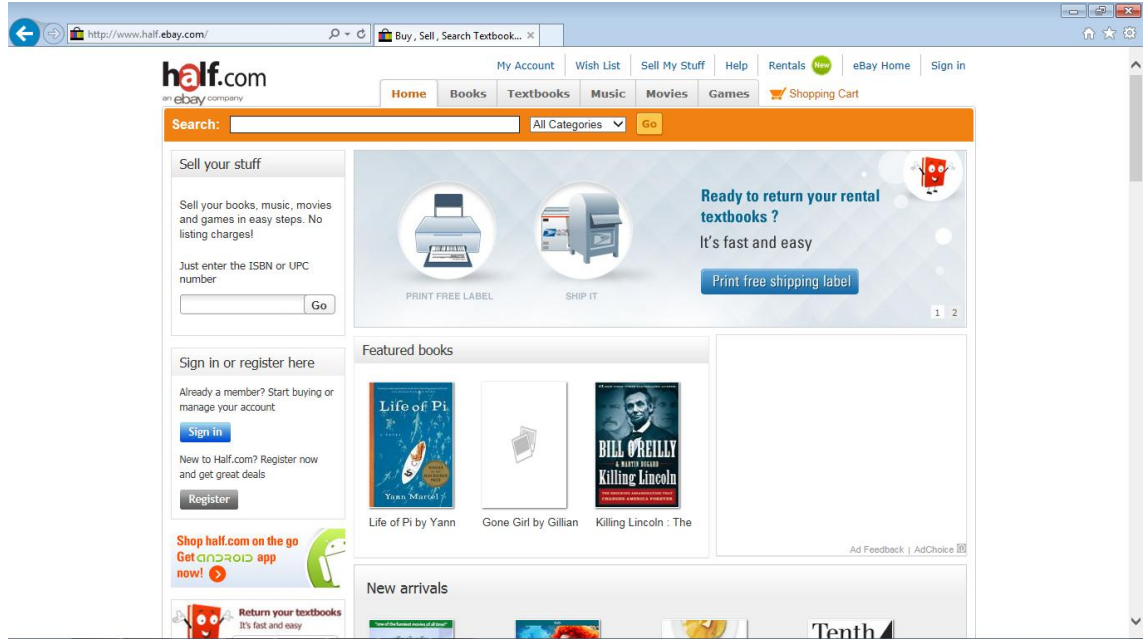 http://www.half.ebay.com/
Buy , Sell , Search Textbook...
half.com
an ebay company
My Account
Wish List
Sell My Stuff
Help
Rentals
New
eBay Home
Sign in
Home
Books
Textbooks
Music
Movies
Games
Shopping Cart
Search:
All Categories
Go
Sell your stuff
Sell your books, music, movies
and games in easy steps. No
listing charges!
Just enter the ISBN or UPC
number
Go
PRINT FREE LABEL
SHIP IT
Ready to return your rental
textbooks ?
It's fast and easy
Print free shipping label
1 2
Sign in or register here
Already a member? Start buying or
manage your account
Sign in
New to Half.com? Register now
and get great deals
Register
Featured books
Life of Pi
Yann Martel
BILL O'REILLY
& MARTIN DUGARD
Killing Lincoln
THE SHOCKING ASSASSINATION THAT
CHANGED AMERICA FOREVER
Life of Pi by Yann
Gone Girl by Gillian
Killing Lincoln : The
Ad Feedback | AdChoice
Shop half.com on the go
Get android app
now!
Return your textbooks
It's fast and easy
New arrivals
Tenth